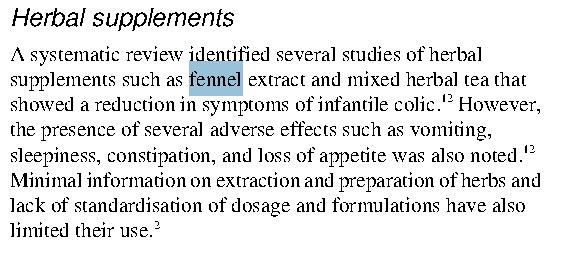 Herbal supplements
A systematic review identified several studies of herbal
supplements such as fennel extract and mixed herbal tea that
showed a reduction in symptoms of infantile colic.¹² However,
the presence of several adverse effects such as vomiting,
sleepiness, constipation, and loss of appetite was also noted.¹²
Minimal information on extraction and preparation of herbs and
lack of standardisation of dosage and formulations have also
limited their use.³